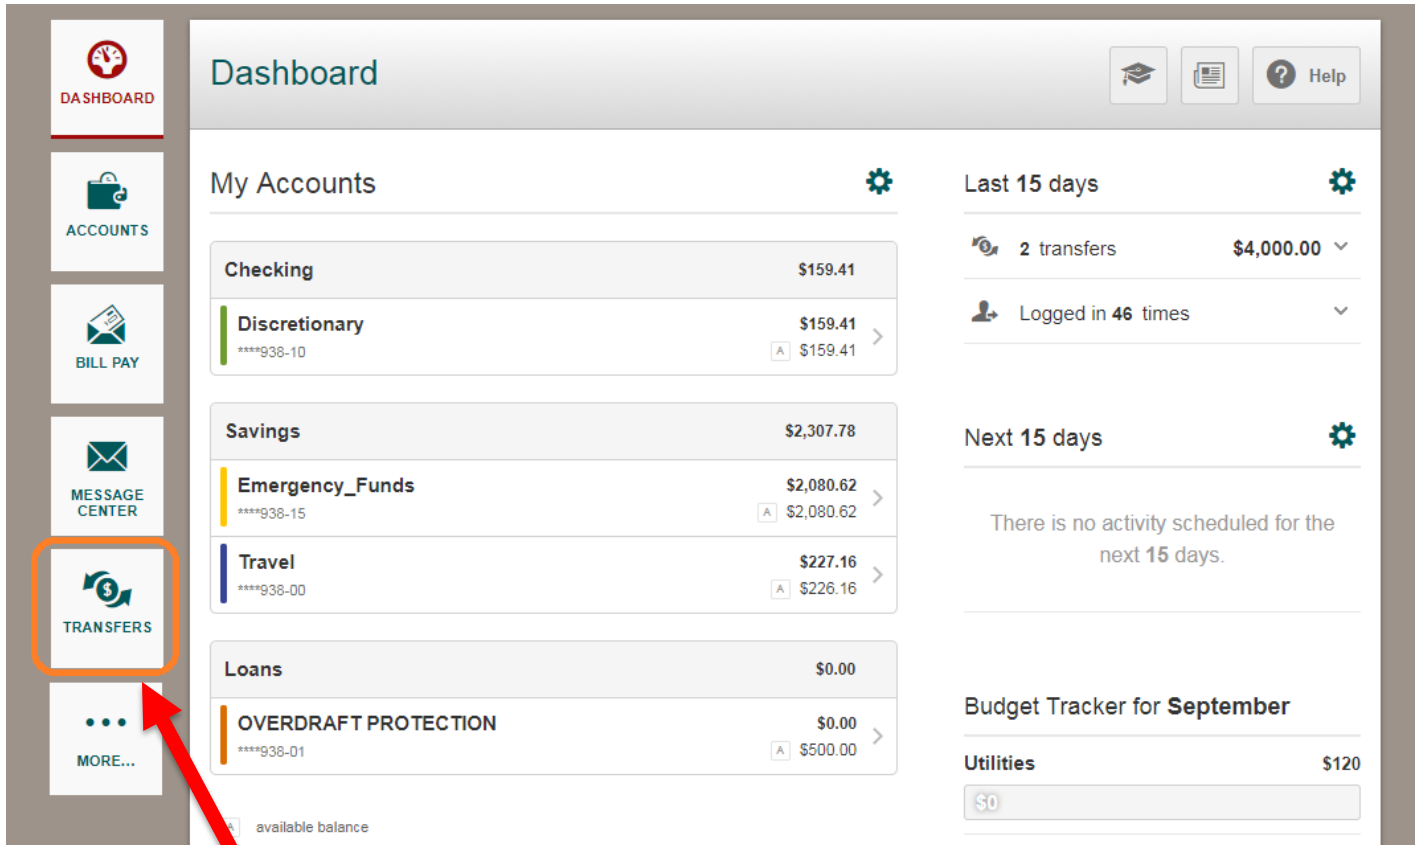 DASHBOARD
ACCOUNTS
BILL PAY
MESSAGE
CENTER
TRANSFERS
MORE...
Dashboard
Help
My Accounts
Checking $159.41
Discretionary $159.41
****938-10 A $159.41
Savings $2,307.78
Emergency_Funds $2,080.62
****938-15 A $2,080.62
Travel $227.16
****938-00 A $226.16
Loans $0.00
OVERDRAFT PROTECTION $0.00
****938-01 A $500.00
A available balance
Last 15 days
2 transfers $4,000.00
Logged in 46 times
Next 15 days
There is no activity scheduled for the
next 15 days.
Budget Tracker for September
Utilities $120
$0